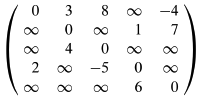 0 3 8 ∞ −4
∞ 0 ∞ 1 7
∞ 4 0 ∞ ∞
2 ∞ −5 0 ∞
∞ ∞ ∞ 6 0